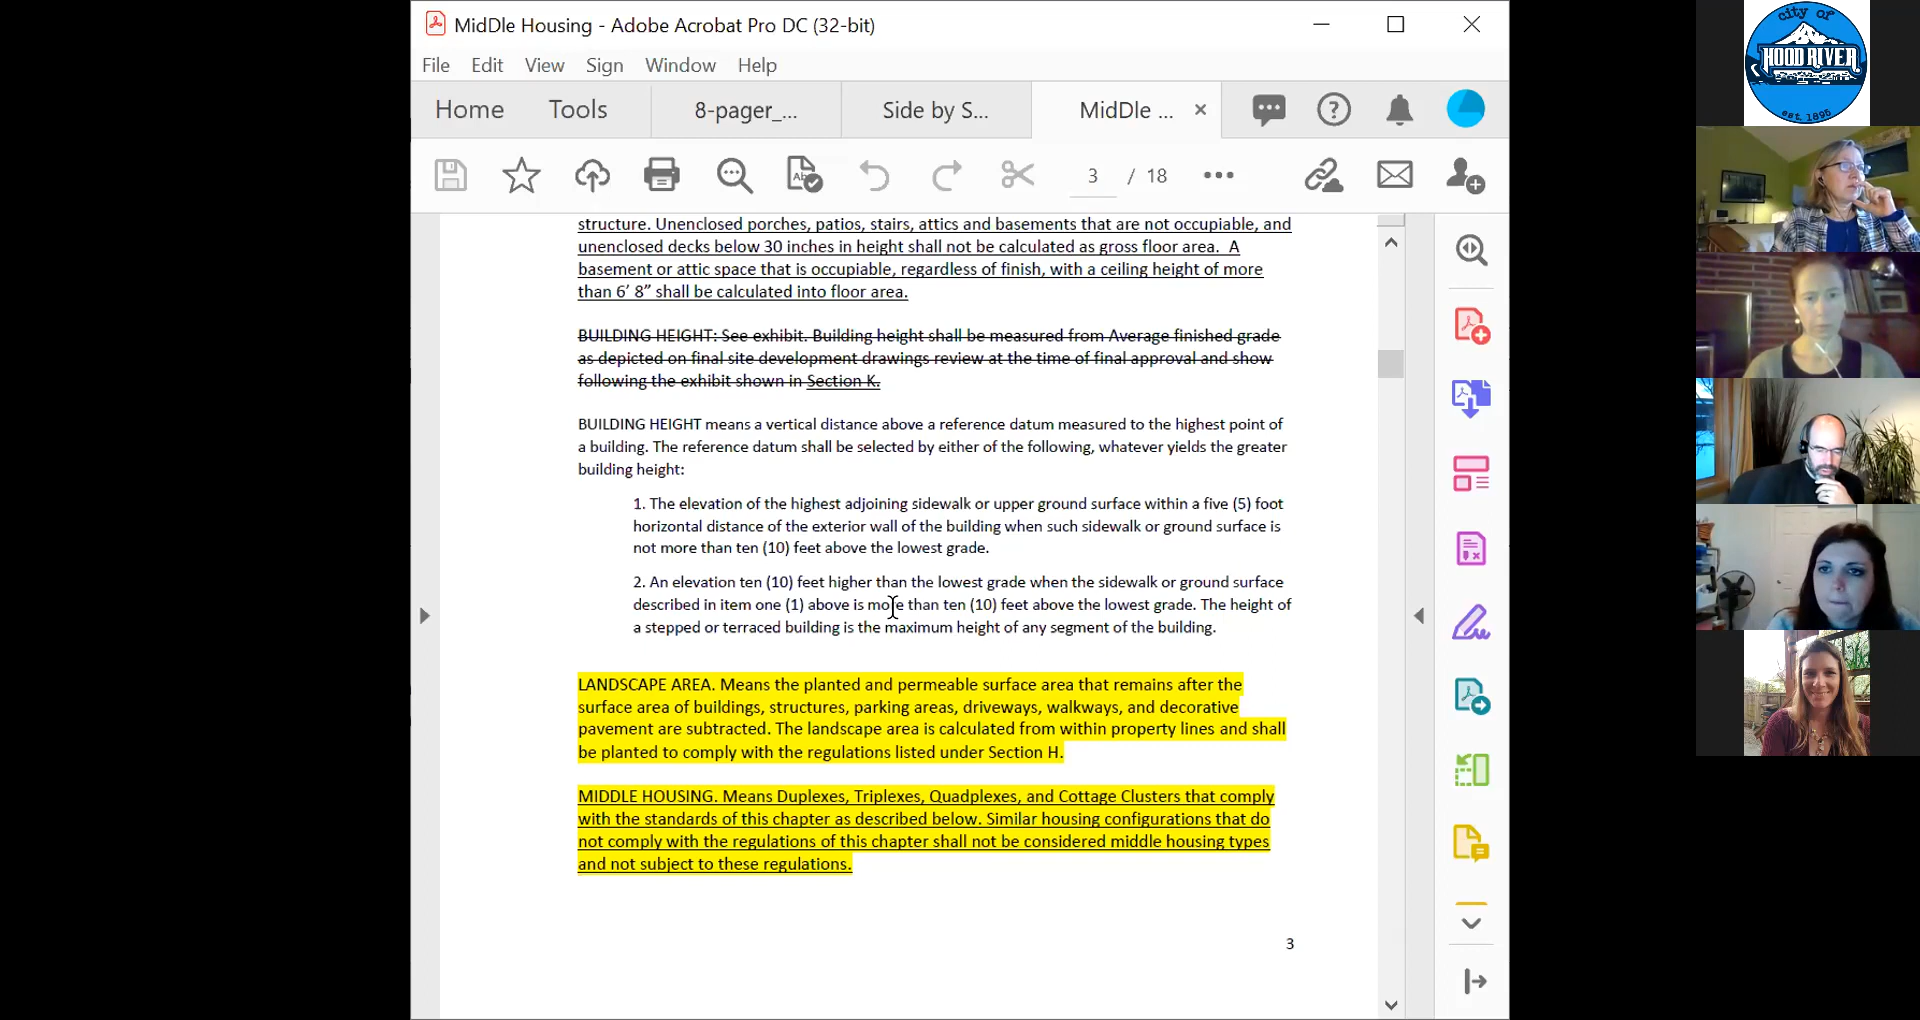 MidDle Housing - Adobe Acrobat Pro DC (32-bit)
File Edit View Sign Window Help
Home Tools 8-pager_... Side by S... MidDle ...
3 / 18
structure. Unenclosed porches, patios, stairs, attics and basements that are not occupiable, and
unenclosed decks below 30 inches in height shall not be calculated as gross floor area. A
basement or attic space that is occupiable, regardless of finish, with a ceiling height of more
than 6’ 8” shall be calculated into floor area.
BUILDING HEIGHT: See exhibit. Building height shall be measured from Average finished grade
as depicted on final site development drawings review at the time of final approval and show
following the exhibit shown in Section K.
BUILDING HEIGHT means a vertical distance above a reference datum measured to the highest point of
a building. The reference datum shall be selected by either of the following, whatever yields the greater
building height:
1. The elevation of the highest adjoining sidewalk or upper ground surface within a five (5) foot
horizontal distance of the exterior wall of the building when such sidewalk or ground surface is
not more than ten (10) feet above the lowest grade.
2. An elevation ten (10) feet higher than the lowest grade when the sidewalk or ground surface
described in item one (1) above is more than ten (10) feet above the lowest grade. The height of
a stepped or terraced building is the maximum height of any segment of the building.
LANDSCAPE AREA. Means the planted and permeable surface area that remains after the
surface area of buildings, structures, parking areas, driveways, walkways, and decorative
pavement are subtracted. The landscape area is calculated from within property lines and shall
be planted to comply with the regulations listed under Section H.
MIDDLE HOUSING. Means Duplexes, Triplexes, Quadplexes, and Cottage Clusters that comply
with the standards of this chapter as described below. Similar housing configurations that do
not comply with the regulations of this chapter shall not be considered middle housing types
and not subject to these regulations.
3
city of
HOOD RIVER
est. 1895